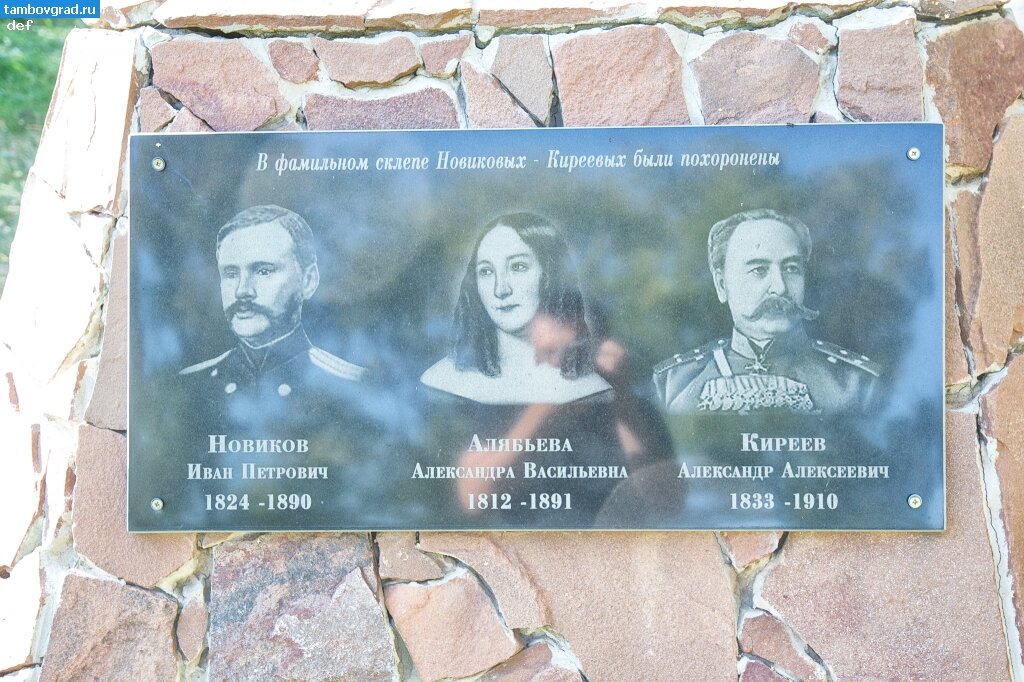 tambovgrad.ru
def
В фамильном склепе Новиковых - Киреевых были похоронены
Новиков
Иван Петрович
1824 -1890
Алябьева
Александра Васильевна
1812 -1891
Киреев
Александр Алексеевич
1833 -1910